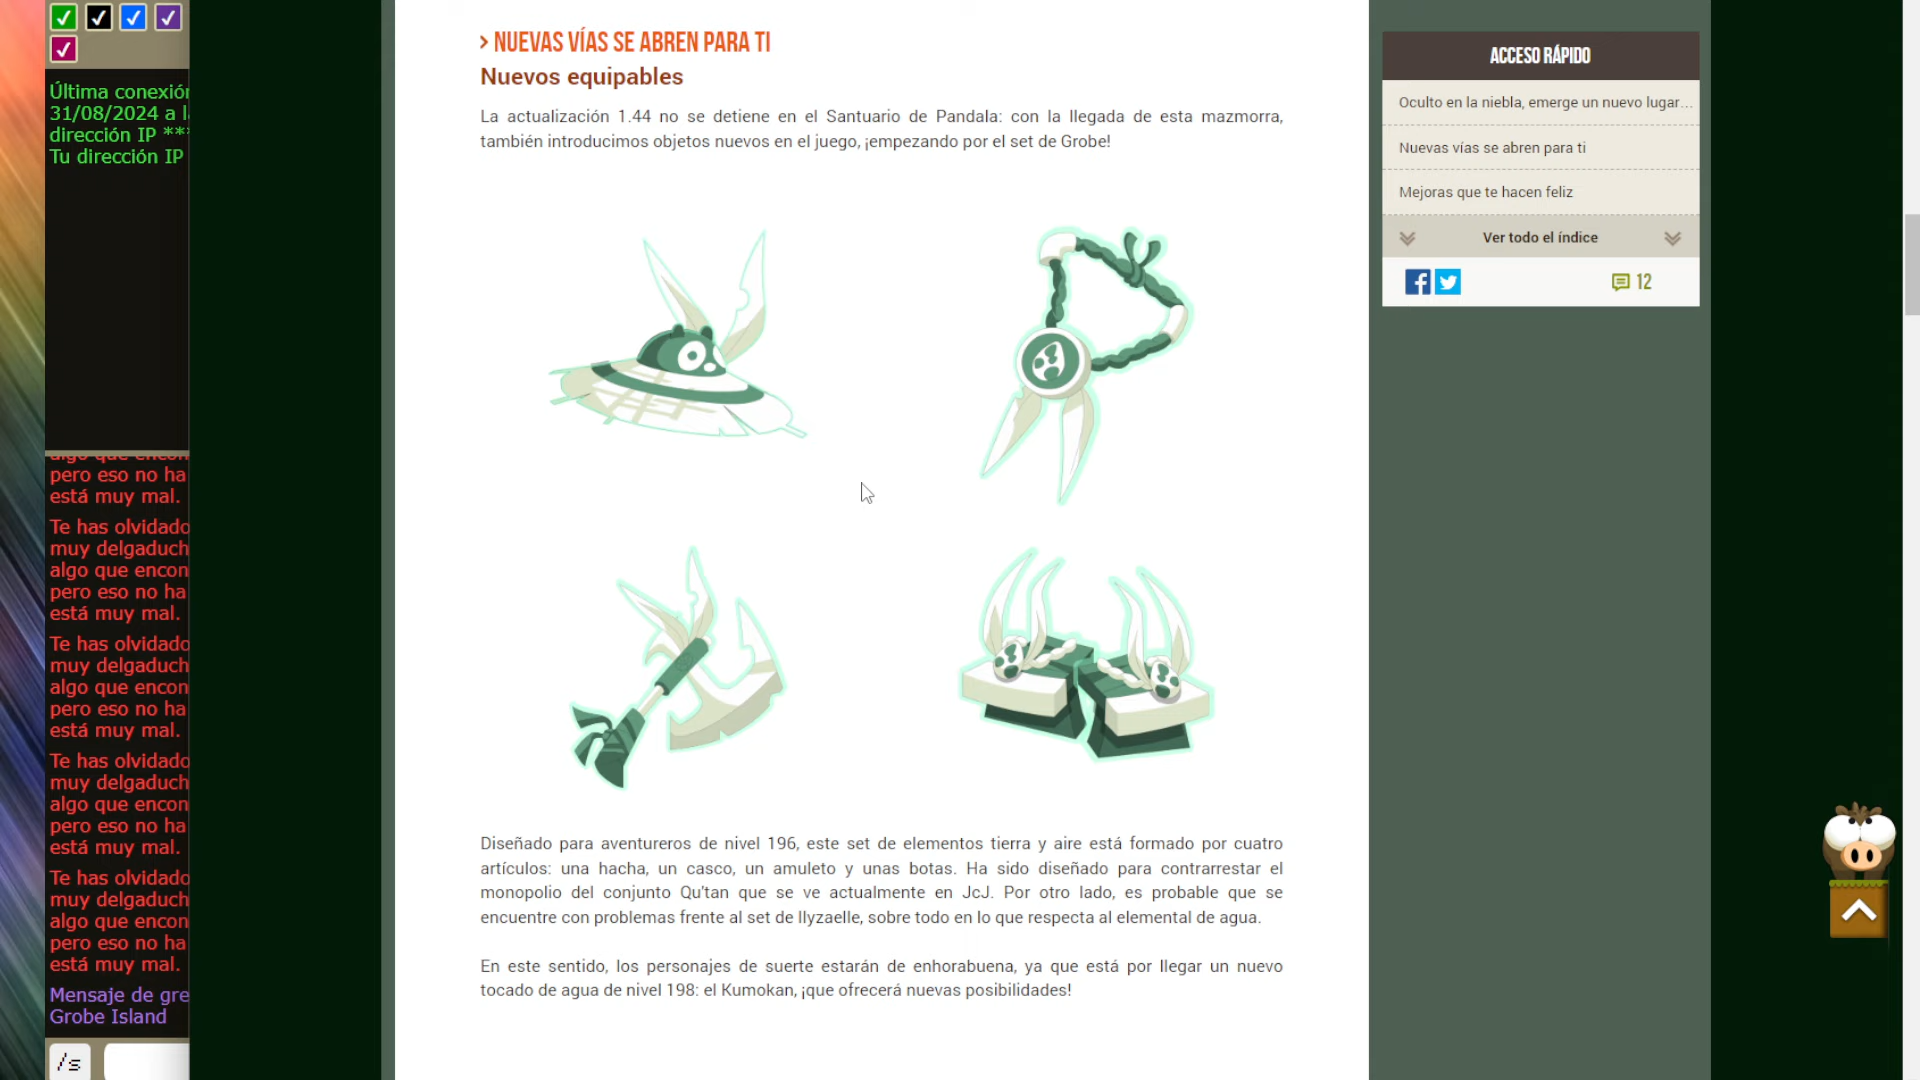 Última conexión
31/08/2024 a l
dirección IP **
Tu dirección IP
algo que encon
pero eso no ha
está muy mal.
Te has olvidado
muy delgaduch
algo que encon
pero eso no ha
está muy mal.
Te has olvidado
muy delgaduch
algo que encon
pero eso no ha
está muy mal.
Te has olvidado
muy delgaduch
algo que encon
pero eso no ha
está muy mal.
Te has olvidado
muy delgaduch
algo que encon
pero eso no ha
está muy mal.
Mensaje de gre
Grobe Island
/s
> NUEVAS VÍAS SE ABREN PARA TI
Nuevos equipables
La actualización 1.44 no se detiene en el Santuario de Pandala: con la llegada de esta mazmorra,
también introducimos objetos nuevos en el juego, ¡empezando por el set de Grobe!
Diseñado para aventureros de nivel 196, este set de elementos tierra y aire está formado por cuatro
artículos: una hacha, un casco, un amuleto y unas botas. Ha sido diseñado para contrarrestar el
monopolio del conjunto Qu'tan que se ve actualmente en JcJ. Por otro lado, es probable que se
encuentre con problemas frente al set de Ilyzaelle, sobre todo en lo que respecta al elemental de agua.
En este sentido, los personajes de suerte estarán de enhorabuena, ya que está por llegar un nuevo
tocado de agua de nivel 198: el Kumokan, ¡que ofrecerá nuevas posibilidades!
ACCESO RÁPIDO
Oculto en la niebla, emerge un nuevo lugar...
Nuevas vías se abren para ti
Mejoras que te hacen feliz
Ver todo el índice
12